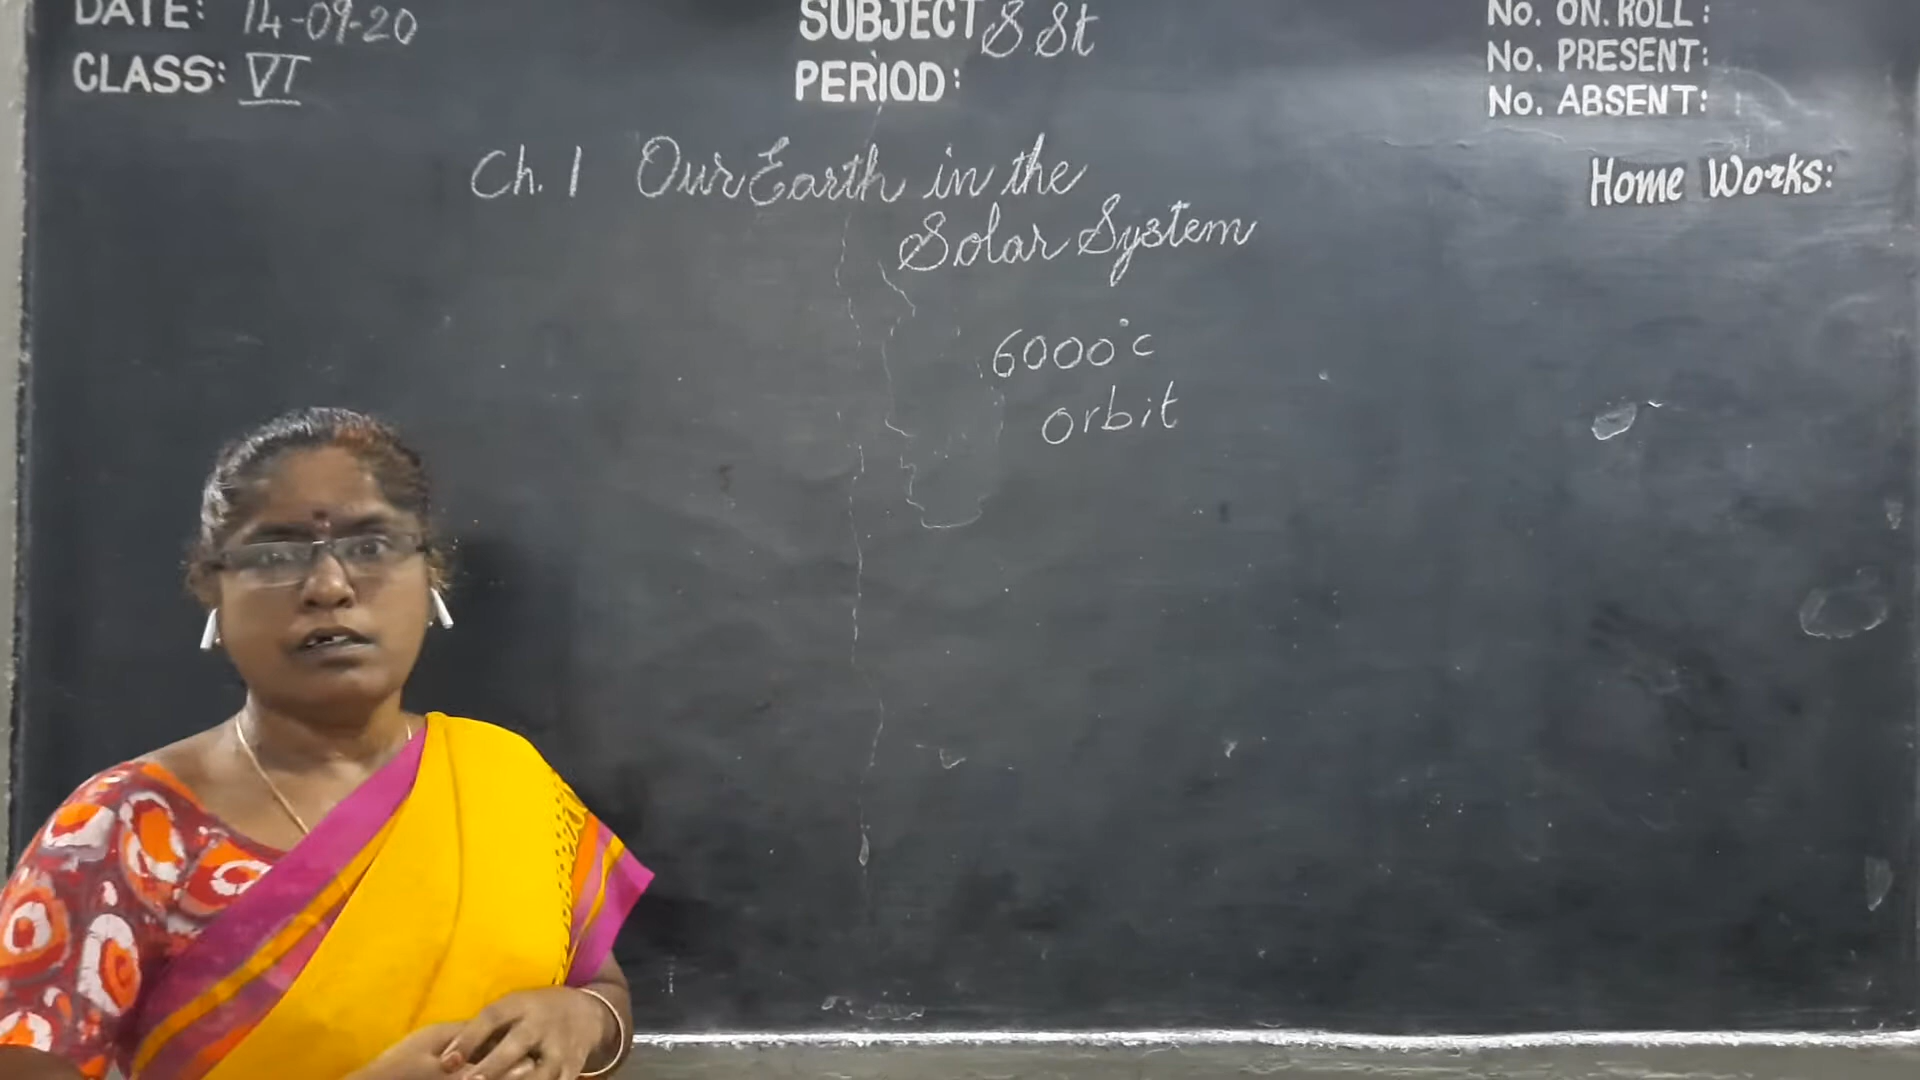 DATE: 14-09-20
CLASS: VI
SUBJECT S St
PERIOD:
No. ON. ROLL:
No. PRESENT:
No. ABSENT:
Home Works:
Ch. 1 Our Earth in the
Solar System
6000°c
orbit